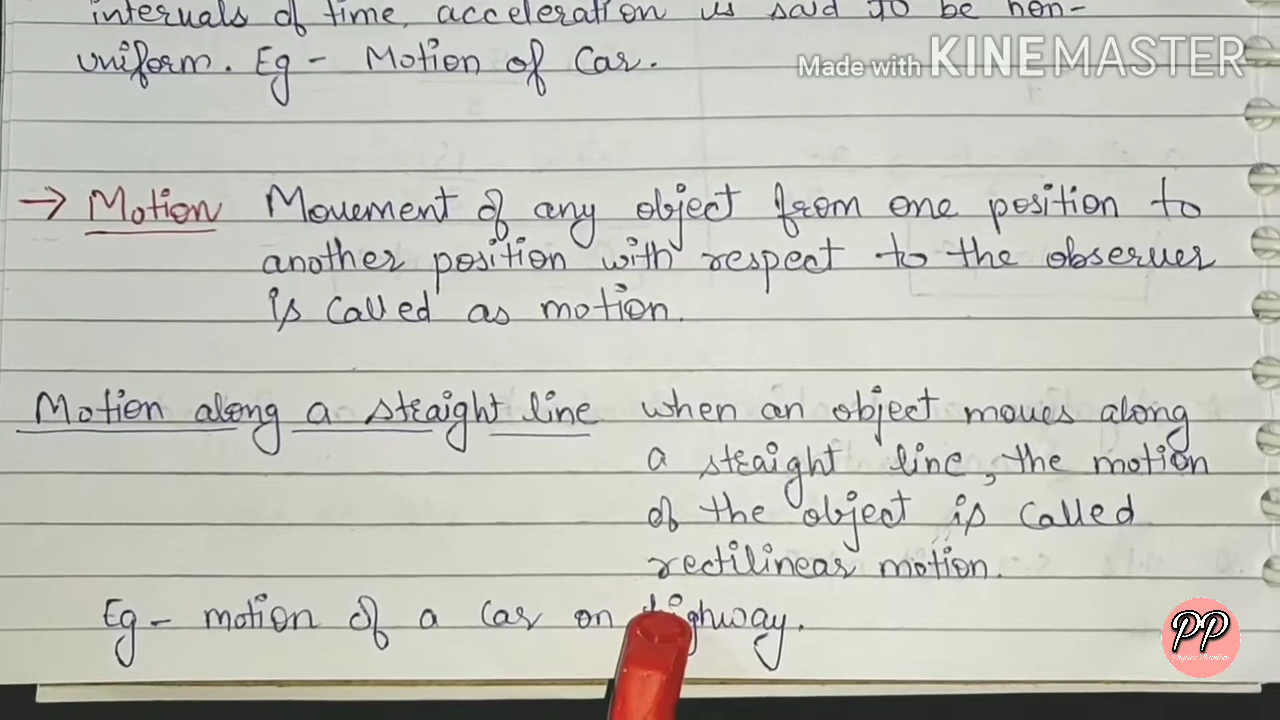 intervals of time, acceleration is said to be non-
uniform. Eg - Motion of Car.
Made with KINEMASTER
→ Motion Movement of any object from one position to
another position with respect to the observer
is called as motion.
Motion along a straight line when an object moves along
a straight line, the motion
of the object is called
rectilinear motion.
Eg - motion of a car on highway.
PP